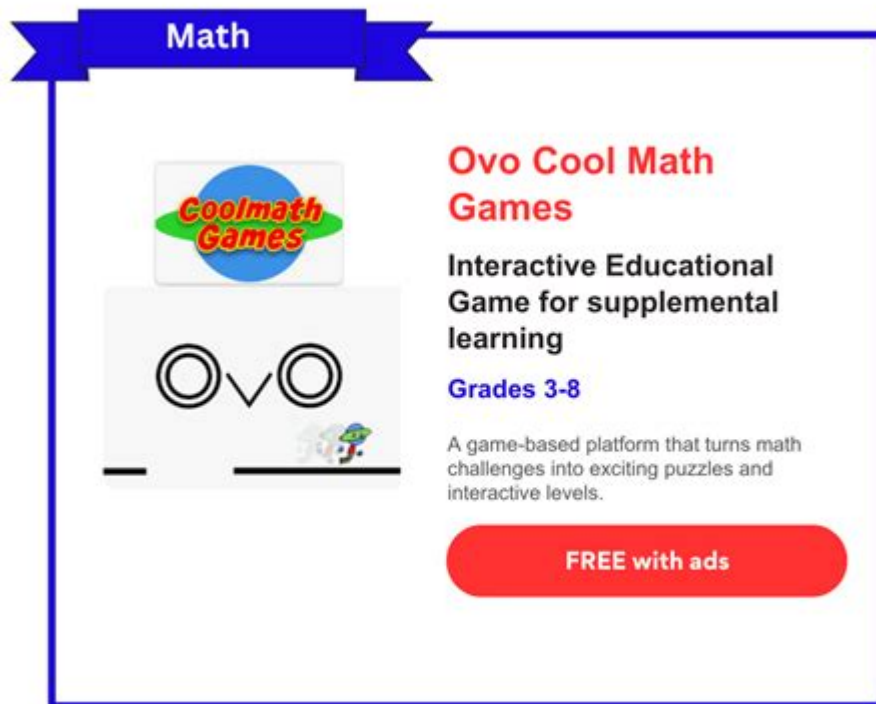 Math
Coolmath
Games
OvO
Ovo Cool Math
Games
Interactive Educational
Game for supplemental
learning
Grades 3-8
A game-based platform that turns math
challenges into exciting puzzles and
interactive levels.
FREE with ads